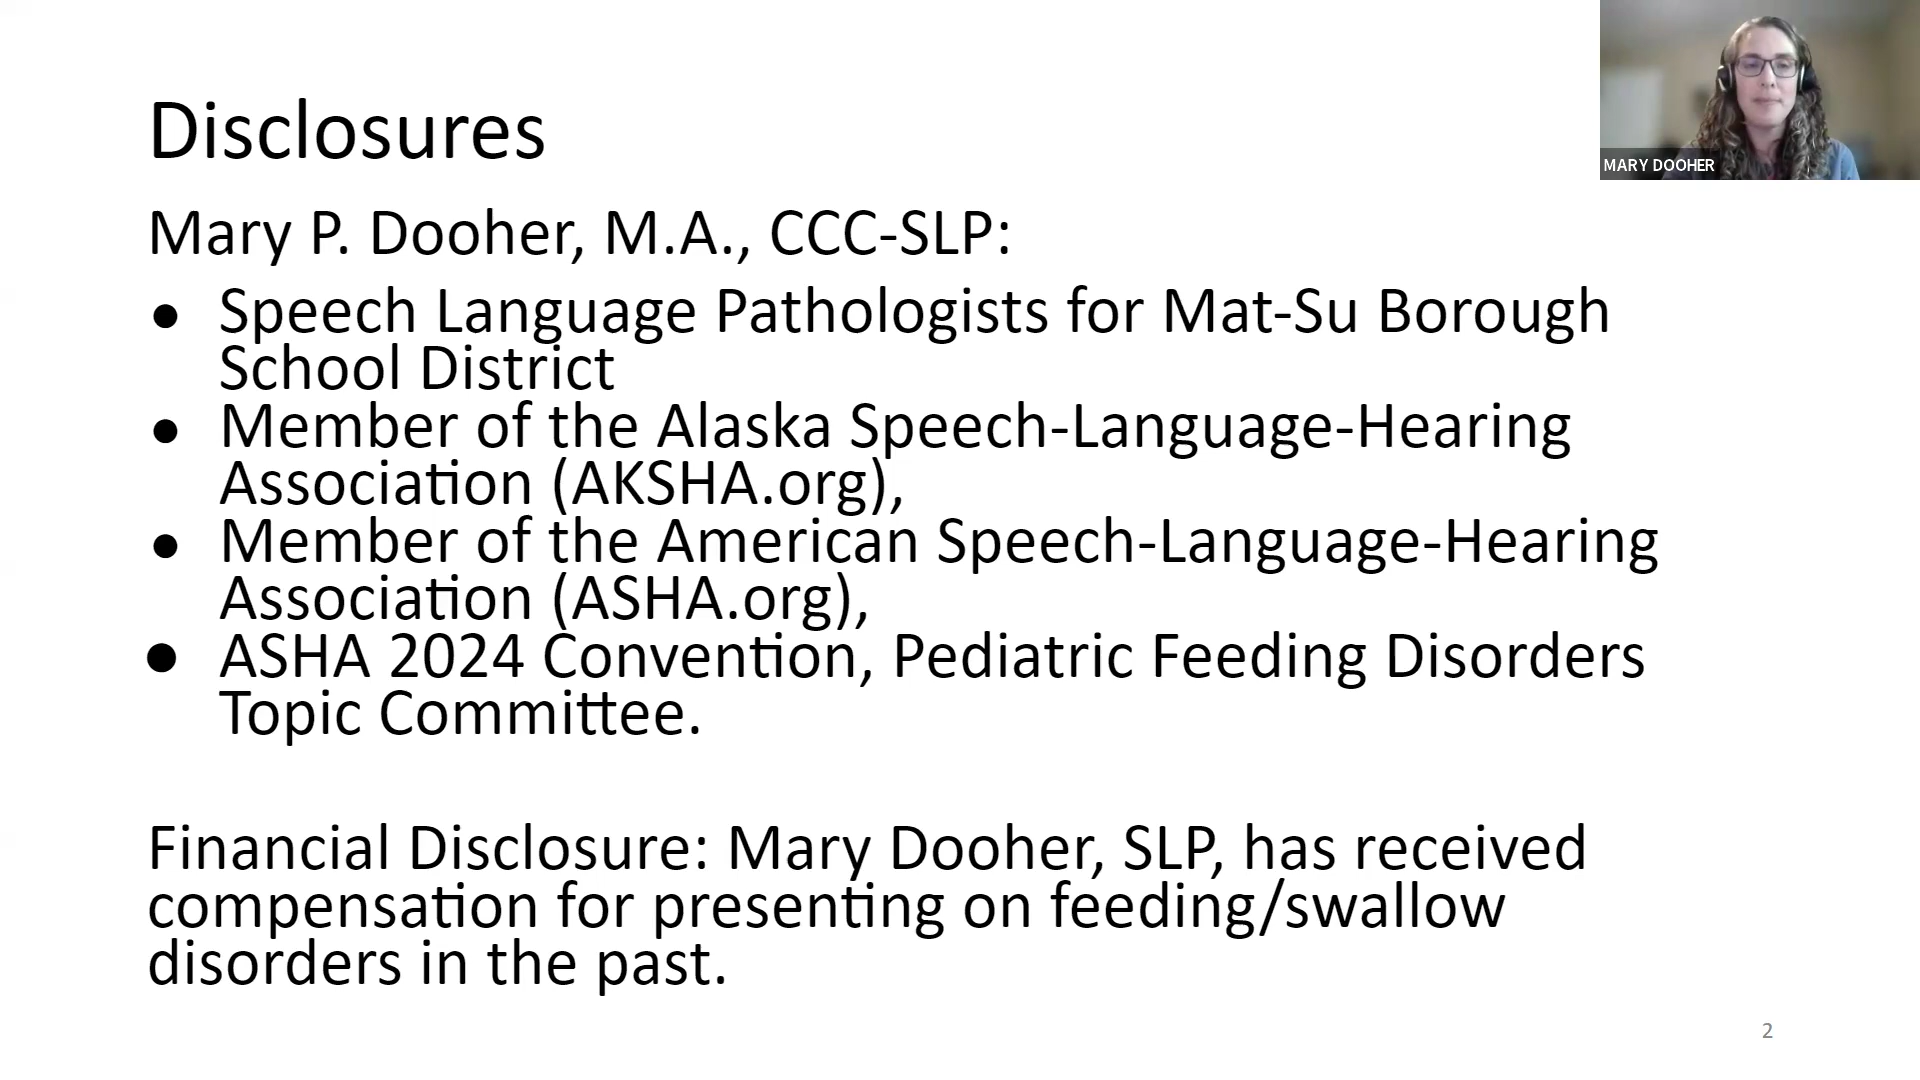 Disclosures
MARY DOOHER
Mary P. Dooher, M.A., CCC-SLP:
● Speech Language Pathologists for Mat-Su Borough
School District
● Member of the Alaska Speech-Language-Hearing
Association (AKSHA.org),
● Member of the American Speech-Language-Hearing
Association (ASHA.org),
● ASHA 2024 Convention, Pediatric Feeding Disorders
Topic Committee.
Financial Disclosure: Mary Dooher, SLP, has received
compensation for presenting on feeding/swallow
disorders in the past.
2